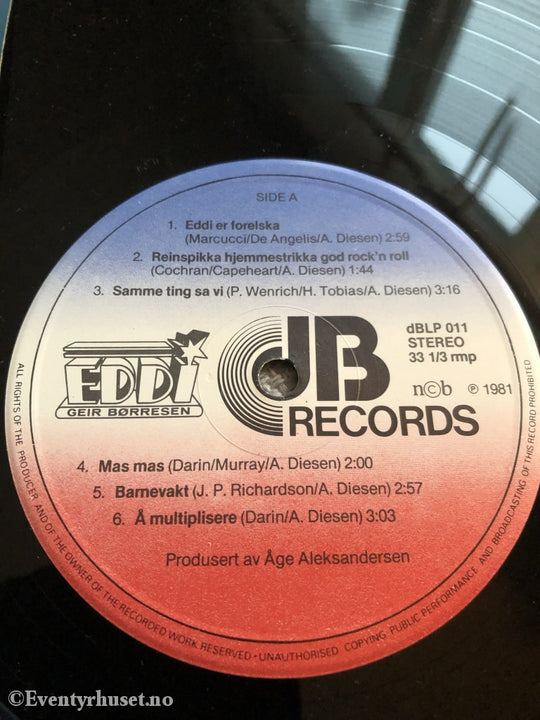 SIDE A
1. Eddi er forelska
(Marcucci/De Angelis/A. Diesen) 2:59
2. Reinspikka hjemmestrikka god rock'n roll
(Cochran/Capeheart/A. Diesen) 1:44
3. Samme ting sa vi (P. Wenrich/H. Tobias/A. Diesen) 3:16
EDDI
GEIR BØRRESEN
dB
RECORDS
dBLP 011
STEREO
33 1/3 rmp
n©b ℗ 1981
4. Mas mas (Darin/Murray/A. Diesen) 2:00
5. Barnevakt (J. P. Richardson/A. Diesen) 2:57
6. Å multiplisere (Darin/A. Diesen) 3:03
Produsert av Åge Aleksandersen
ALL RIGHTS OF THE PRODUCER AND OF THE OWNER OF THE RECORDED WORK RESERVED · UNAUTHORISED COPYING PUBLIC PERFORMANCE AND BROADCASTING OF THIS RECORD PROHIBITED
©Eventyrhuset.no